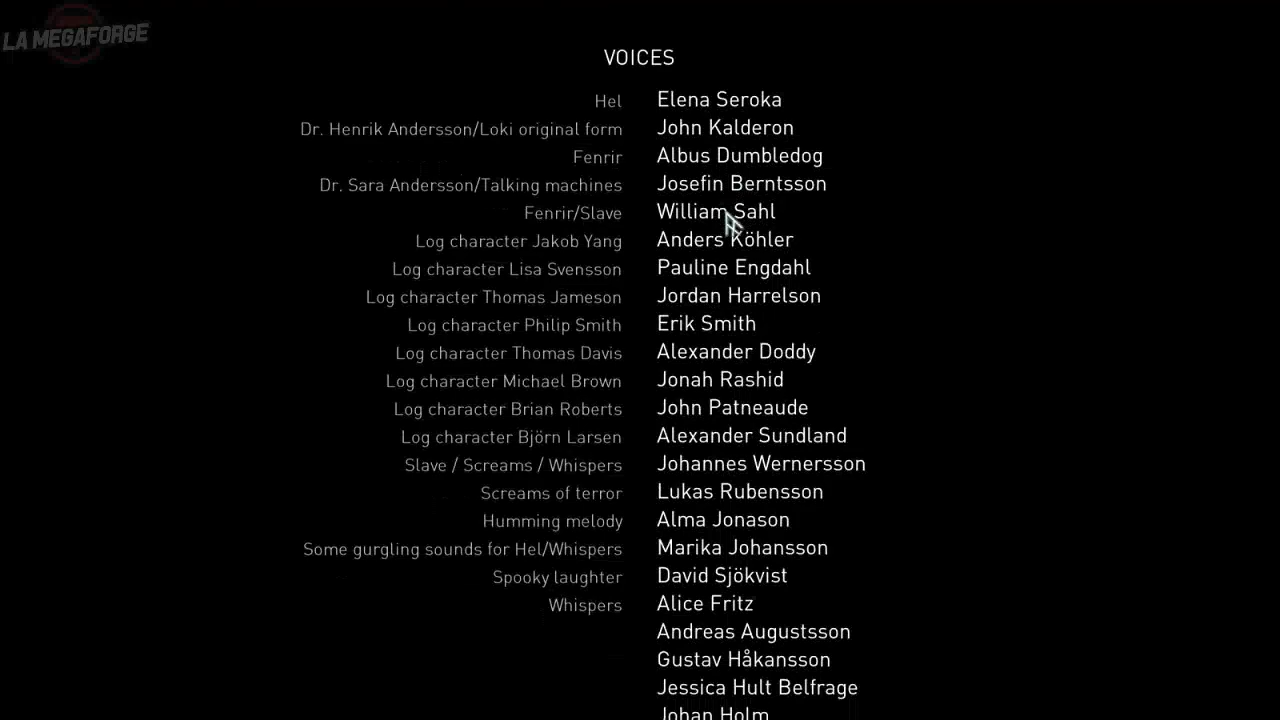 LA MEGAFORGE
VOICES
Hel Elena Seroka
Dr. Henrik Andersson/Loki original form John Kalderon
Fenrir Albus Dumbledog
Dr. Sara Andersson/Talking machines Josefin Berntsson
Fenrir/Slave William Sahl
Log character Jakob Yang Anders Köhler
Log character Lisa Svensson Pauline Engdahl
Log character Thomas Jameson Jordan Harrelson
Log character Philip Smith Erik Smith
Log character Thomas Davis Alexander Doddy
Log character Michael Brown Jonah Rashid
Log character Brian Roberts John Patneaude
Log character Björn Larsen Alexander Sundland
Slave / Screams / Whispers Johannes Wernersson
Screams of terror Lukas Rubensson
Humming melody Alma Jonason
Some gurgling sounds for Hel/Whispers Marika Johansson
Spooky laughter David Sjökvist
Whispers Alice Fritz
Andreas Augustsson
Gustav Håkansson
Jessica Hult Belfrage
Johan Holm